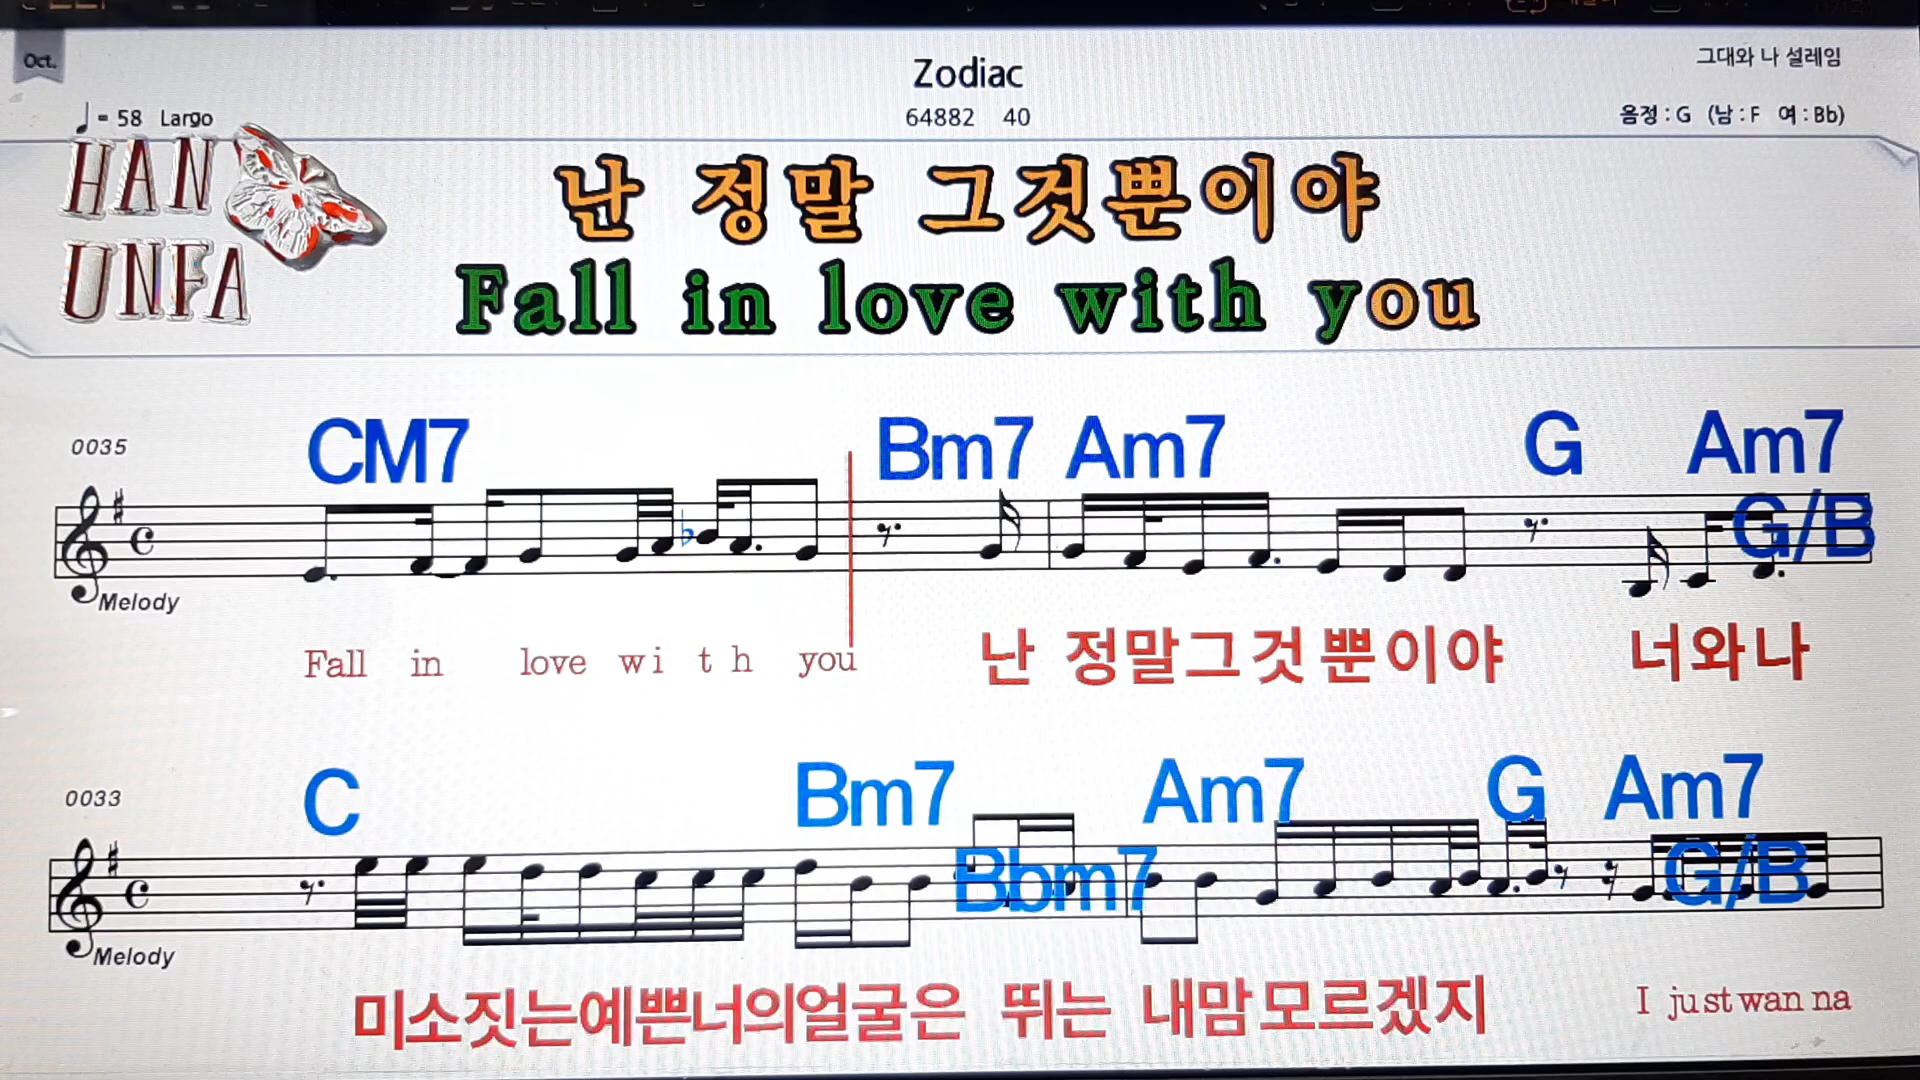 Oct.
Zodiac
그대와 나 설레임
♩= 58 Largo
64882 40
음정 : G (남 : F 여 : Bb)
HAN
UNFA
난 정말 그것뿐이야
Fall in love with you
0035
CM7 Bm7 Am7 G Am7
G/B
Melody
Fall in love with you 난 정말그것뿐이야 너와나
0033
C Bm7 Am7 G Am7
Bbm7 G/B
Melody
미소짓는예쁜너의얼굴은 뛰는 내맘모르겠지 I just wan na